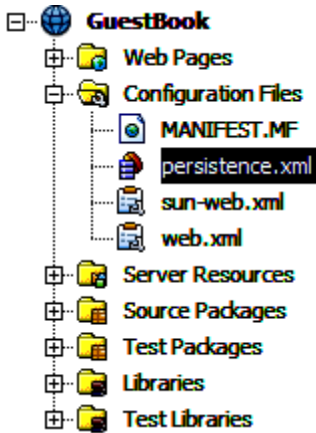 GuestBook
Web Pages
Configuration Files
MANIFEST.MF
persistence.xml
sun-web.xml
web.xml
Server Resources
Source Packages
Test Packages
Libraries
Test Libraries